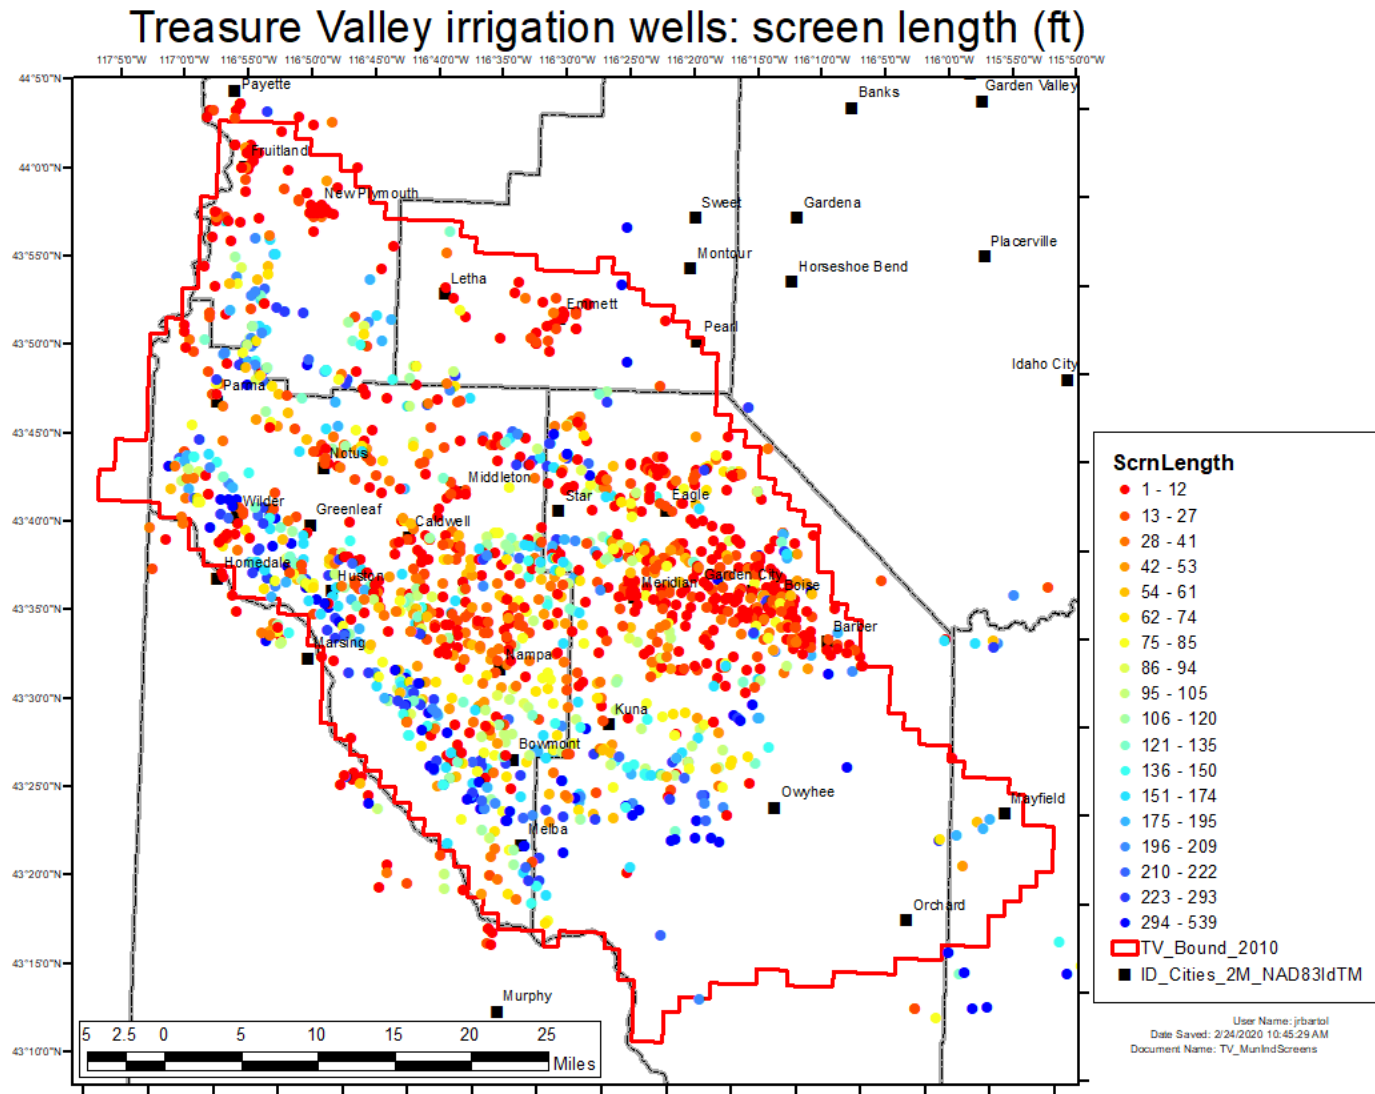 Treasure Valley irrigation wells: screen length (ft)
117°5'0"W 117°0'0"W 116°55'0"W 116°50'0"W 116°45'0"W 116°40'0"W 116°35'0"W 116°30'0"W 116°25'0"W 116°20'0"W 116°15'0"W 116°10'0"W 116°5'0"W 116°0'0"W 115°55'0"W 115°50'0"W
44°5'0"N
Payette
Banks
Garden Valley
Fruitland
44°0'0"N
New Plymouth
Sweet
Gardena
43°55'0"N
Montour
Placerville
Horseshoe Bend
Letha
Emmett
43°50'0"N
Pearl
Idaho City
Parma
43°45'0"N
Notus
Middleton
Star
Eagle
Wilder
Greenleaf
43°40'0"N
Caldwell
Homedale
Huston
Meridian
Garden City
Boise
43°35'0"N
Marsing
Barber
Nampa
43°30'0"N
Kuna
Bowmont
43°25'0"N
Owyhee
Mayfield
Melba
43°20'0"N
Orchard
43°15'0"N
Murphy
43°10'0"N
5 2.5 0 5 10 15 20 25
Miles
ScrnLength
1 - 12
13 - 27
28 - 41
42 - 53
54 - 61
62 - 74
75 - 85
86 - 94
95 - 105
106 - 120
121 - 135
136 - 150
151 - 174
175 - 195
196 - 209
210 - 222
223 - 293
294 - 539
TV_Bound_2010
ID_Cities_2M_NAD83IdTM
User Name: jrbartol
Date Saved: 2/24/2020 10:45:29 AM
Document Name: TV_MunIndScreens